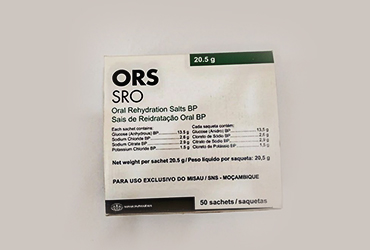 20.5 g
ORS
SRO
Oral Rehydration Salts BP
Sais de Reidratação Oral BP
Each sachet contains:
Glucose (Anhydrous) BP 13.5 g
Sodium Chloride BP 2.6 g
Sodium Citrate BP 2.9 g
Potassium Chloride BP 1.5 g
Cada saqueta contém:
Glucose (Anidro) BP 13,5 g
Cloreto de Sódio BP 2,6 g
de Sódio BP 2,9 g
Cloreto de Potássio BP 1,5 g
Net weight per sachet 20.5 g / Peso líquido por saqueta: 20,5 g
PARA USO EXCLUSIVO DO MISAU / SNS - MOÇAMBIQUE
50 sachets / saquetas